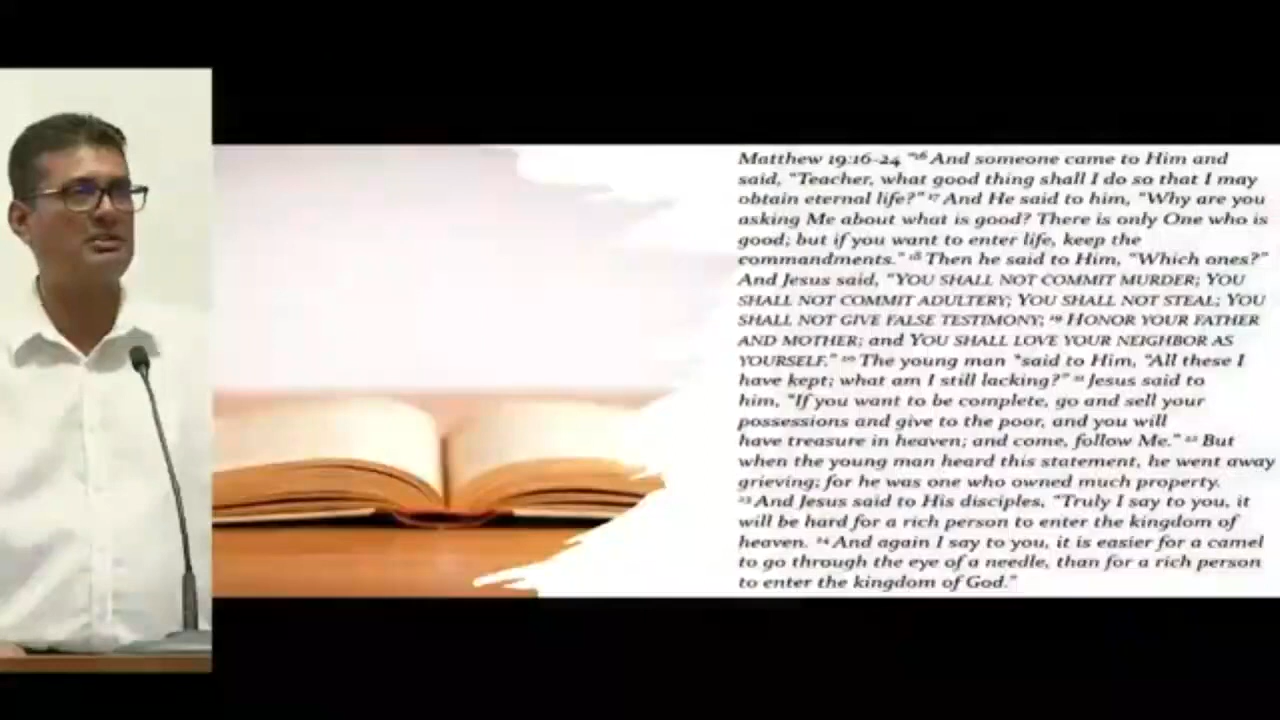 Matthew 19:16-24 “¹⁶ And someone came to Him and
said, “Teacher, what good thing shall I do so that I may
obtain eternal life?” ¹⁷ And He said to him, “Why are you
asking Me about what is good? There is only One who is
good; but if you want to enter life, keep the
commandments.” ¹⁸ Then he said to Him, “Which ones?”
And Jesus said, “YOU SHALL NOT COMMIT MURDER; YOU
SHALL NOT COMMIT ADULTERY; YOU SHALL NOT STEAL; YOU
SHALL NOT GIVE FALSE TESTIMONY; ¹⁹ HONOR YOUR FATHER
AND MOTHER; and YOU SHALL LOVE YOUR NEIGHBOR AS
YOURSELF.” ²⁰ The young man *said to Him, “All these I
have kept; what am I still lacking?” ²¹ Jesus said to
him, “If you want to be complete, go and sell your
possessions and give to the poor, and you will
have treasure in heaven; and come, follow Me.” ²² But
when the young man heard this statement, he went away
grieving; for he was one who owned much property.
²³ And Jesus said to His disciples, “Truly I say to you, it
will be hard for a rich person to enter the kingdom of
heaven. ²⁴ And again I say to you, it is easier for a camel
to go through the eye of a needle, than for a rich person
to enter the kingdom of God.”